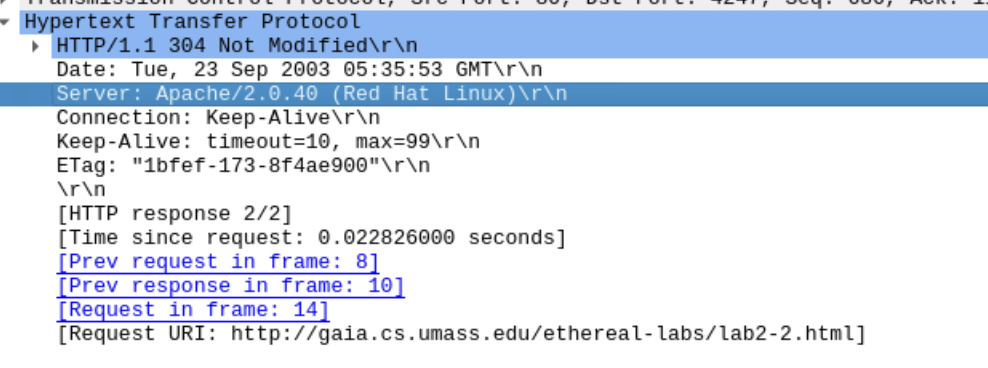 Transmission Control Protocol, Src Port: 80, Dst Port: 4247, Seq: 686, Ack:
Hypertext Transfer Protocol
HTTP/1.1 304 Not Modified\r\n
Date: Tue, 23 Sep 2003 05:35:53 GMT\r\n
Server: Apache/2.0.40 (Red Hat Linux)\r\n
Connection: Keep-Alive\r\n
Keep-Alive: timeout=10, max=99\r\n
ETag: "1bfef-173-8f4ae900"\r\n
\r\n
[HTTP response 2/2]
[Time since request: 0.022826000 seconds]
[Prev request in frame: 8]
[Prev response in frame: 10]
[Request in frame: 14]
[Request URI: http://gaia.cs.umass.edu/ethereal-labs/lab2-2.html]